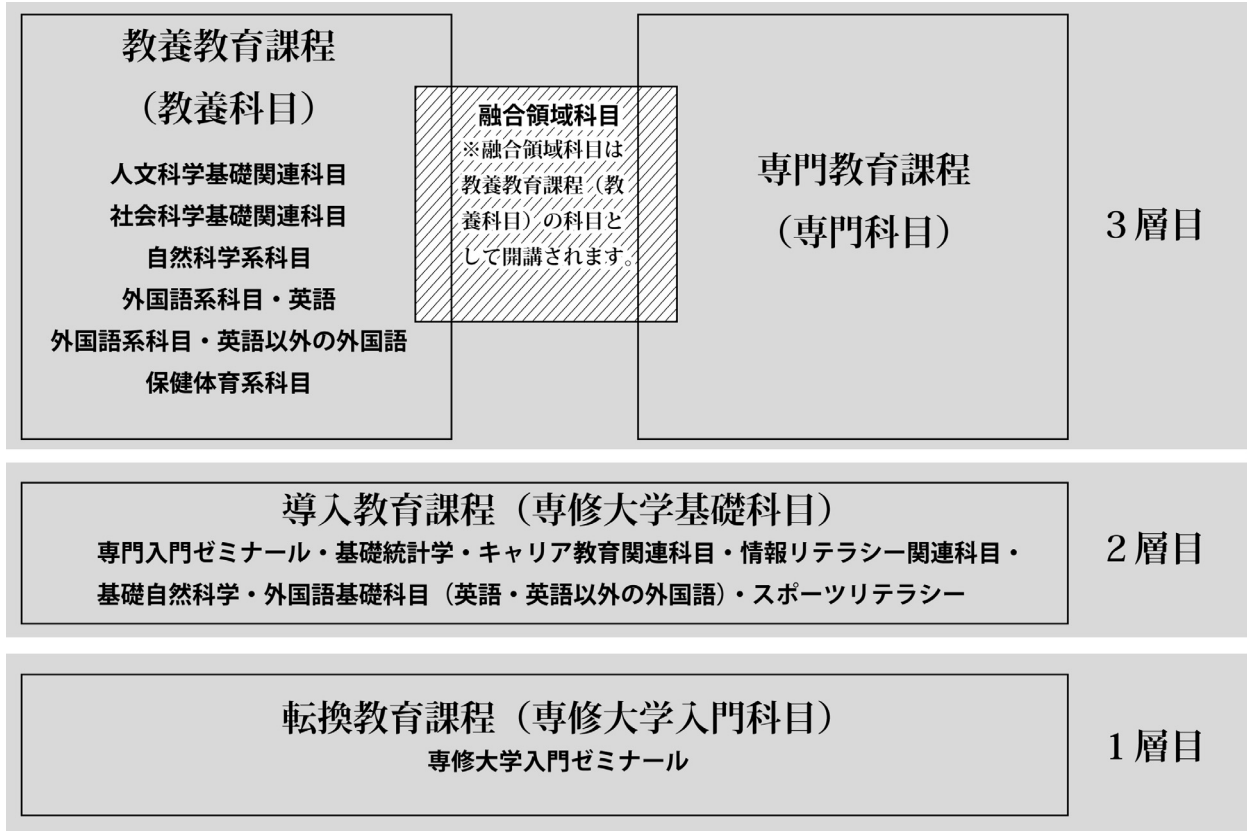 教養教育課程
（教養科目）
人文科学基礎関連科目
社会科学基礎関連科目
自然科学系科目
外国語系科目・英語
外国語系科目・英語以外の外国語
保健体育系科目
融合領域科目
※融合領域科目は
教養教育課程（教
養科目）の科目と
して開講されます。
専門教育課程
（専門科目）
３層目
導入教育課程（専修大学基礎科目）
専門入門ゼミナール・基礎統計学・キャリア教育関連科目・情報リテラシー関連科目・
基礎自然科学・外国語基礎科目（英語・英語以外の外国語）・スポーツリテラシー
２層目
転換教育課程（専修大学入門科目）
専修大学入門ゼミナール
１層目